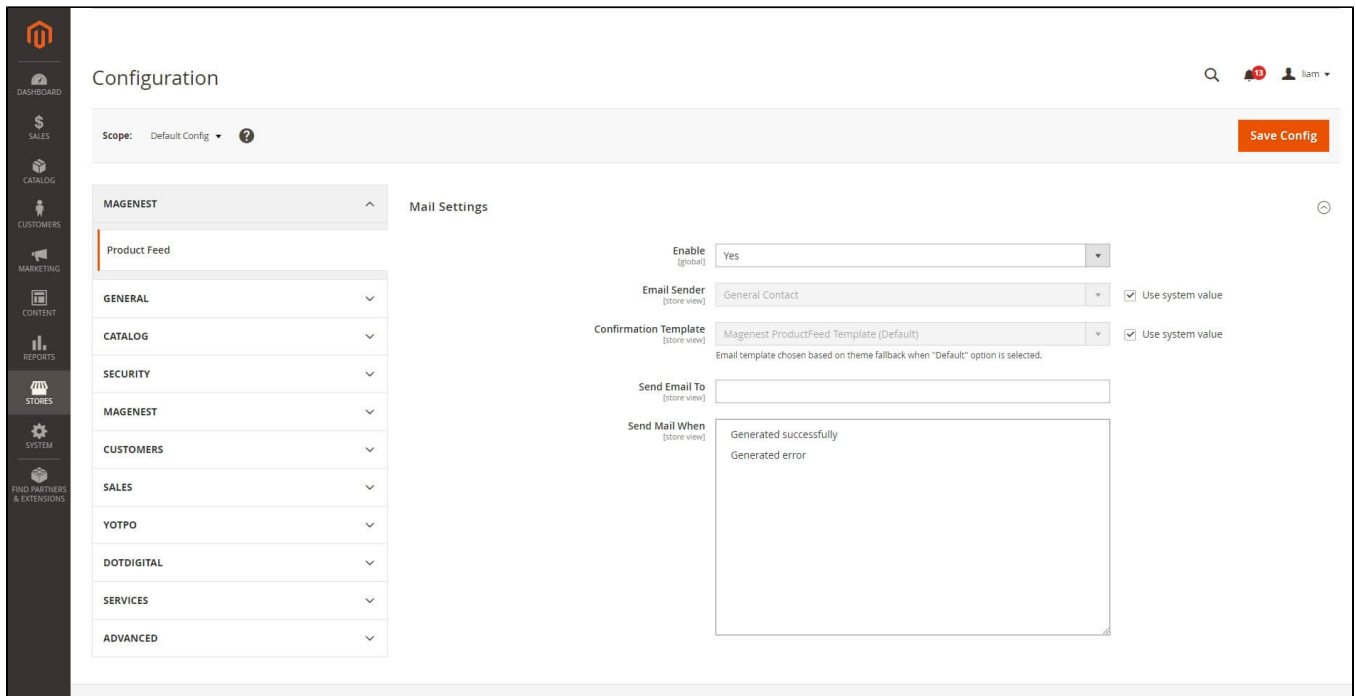 DASHBOARD
SALES
CATALOG
CUSTOMERS
MARKETING
CONTENT
REPORTS
STORES
SYSTEM
FIND PARTNERS
& EXTENSIONS
Configuration
13
liam
Scope:
Default Config
?
Save Config
MAGENEST
Product Feed
GENERAL
CATALOG
SECURITY
MAGENEST
CUSTOMERS
SALES
YOTPO
DOTDIGITAL
SERVICES
ADVANCED
Mail Settings
Enable
[global]
Yes
Email Sender
[store view]
General Contact
Use system value
Confirmation Template
[store view]
Magenest ProductFeed Template (Default)
Use system value
Email template chosen based on theme fallback when "Default" option is selected.
Send Email To
[store view]
Send Mail When
[store view]
Generated successfully
Generated error